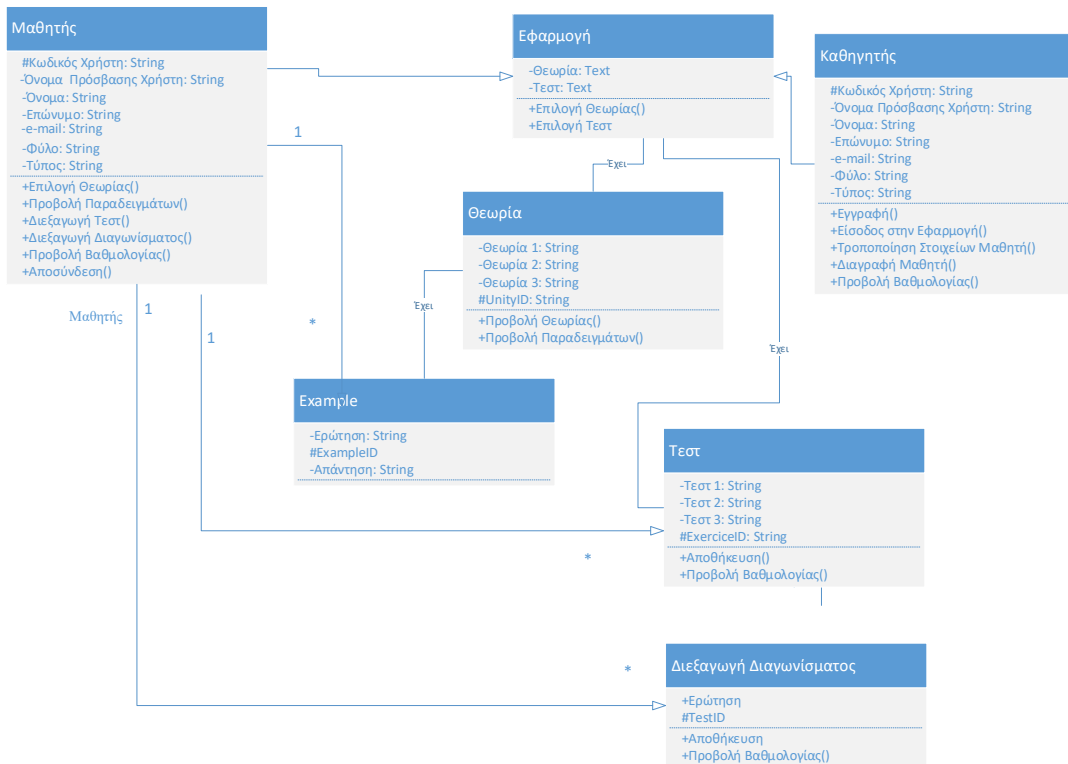 Μαθητής
#Κωδικός Χρήστη: String
-Όνομα Πρόσβασης Χρήστη: String
-Όνομα: String
-Επώνυμο: String
-e-mail: String
-Φύλο: String
-Τύπος: String
+Επιλογή Θεωρίας()
+Προβολή Παραδειγμάτων()
+Διεξαγωγή Τεστ()
+Διεξαγωγή Διαγωνίσματος()
+Προβολή Βαθμολογίας()
+Αποσύνδεση()
Εφαρμογή
-Θεωρία: Text
-Τεστ: Text
+Επιλογή Θεωρίας()
+Επιλογή Τεστ
Καθηγητής
#Κωδικός Χρήστη: String
-Όνομα Πρόσβασης Χρήστη: String
-Όνομα: String
-Επώνυμο: String
-e-mail: String
-Φύλο: String
-Τύπος: String
+Εγγραφή()
+Είσοδος στην Εφαρμογή()
+Τροποποίηση Στοιχείων Μαθητή()
+Διαγραφή Μαθητή()
+Προβολή Βαθμολογίας()
1
Έχει
Θεωρία
-Θεωρία 1: String
-Θεωρία 2: String
-Θεωρία 3: String
#UnityID: String
+Προβολή Θεωρίας()
+Προβολή Παραδειγμάτων()
Έχει
Μαθητής
1
1
*
Έχει
Example
-Ερώτηση: String
#ExampleID
-Απάντηση: String
Τεστ
-Τεστ 1: String
-Τεστ 2: String
-Τεστ 3: String
#ExerciceID: String
+Αποθήκευση()
+Προβολή Βαθμολογίας()
*
*
Διεξαγωγή Διαγωνίσματος
+Ερώτηση
#TestID
+Αποθήκευση
+Προβολή Βαθμολογίας()